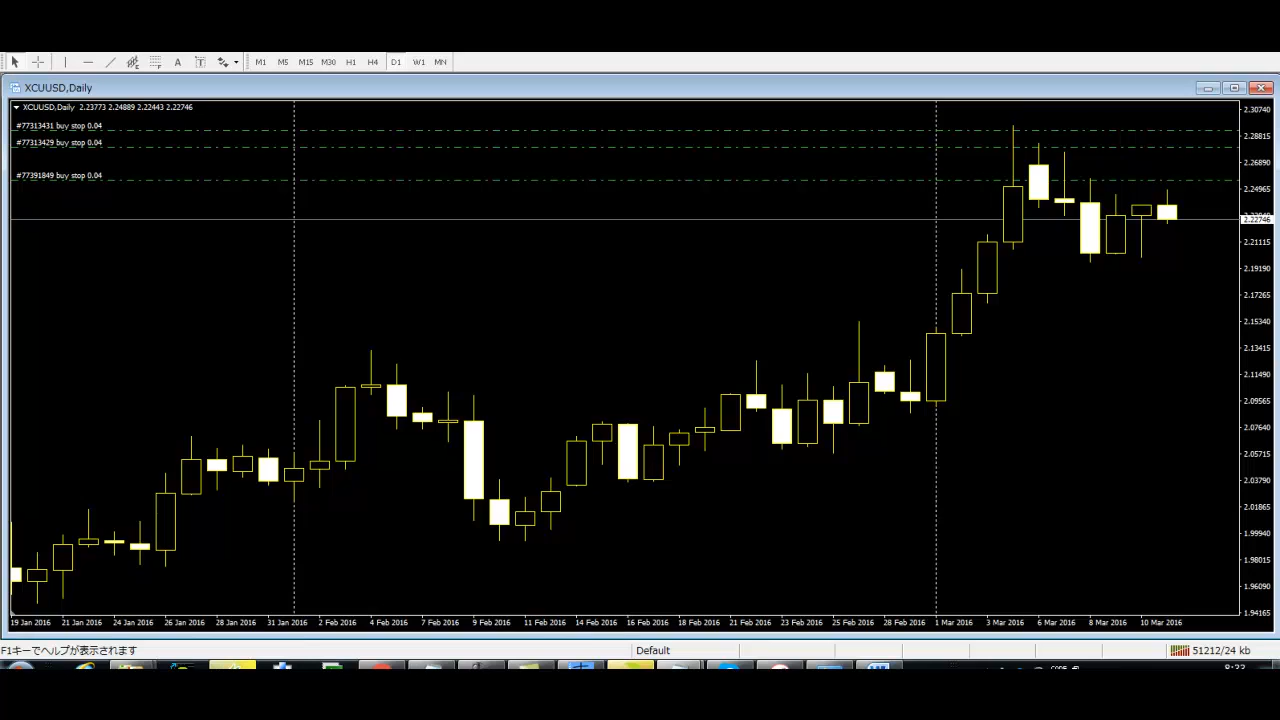 A T
M1 M5 M15 M30 H1 H4 D1 W1 MN
XCUUSD,Daily
XCUUSD,Daily 2.23773 2.24889 2.22443 2.22746
2.30740
#77313431 buy stop 0.04
2.28815
#77313429 buy stop 0.04
2.26890
#77391849 buy stop 0.04
2.24965
2.22746
2.21115
2.19190
2.17265
2.15340
2.13415
2.11490
2.09565
2.07640
2.05715
2.03790
2.01865
1.99940
1.98015
1.96090
1.94165
19 Jan 2016 21 Jan 2016 24 Jan 2016 26 Jan 2016 28 Jan 2016 31 Jan 2016 2 Feb 2016 4 Feb 2016 7 Feb 2016 9 Feb 2016 11 Feb 2016 14 Feb 2016 16 Feb 2016 18 Feb 2016 21 Feb 2016 23 Feb 2016 25 Feb 2016 28 Feb 2016 1 Mar 2016 3 Mar 2016 6 Mar 2016 8 Mar 2016 10 Mar 2016
F1キーでヘルプが表示されます Default 51212/24 kb